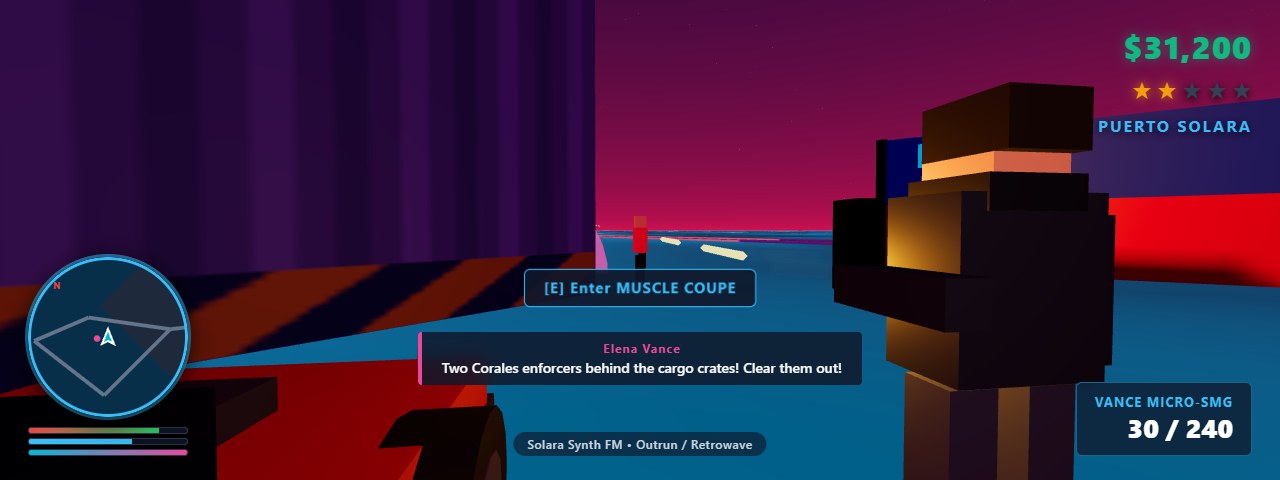 $31,200
PUERTO SOLARA
N
[E] Enter MUSCLE COUPE
Elena Vance
Two Corales enforcers behind the cargo crates! Clear them out!
Solara Synth FM • Outrun / Retrowave
VANCE MICRO-SMG
30 / 240